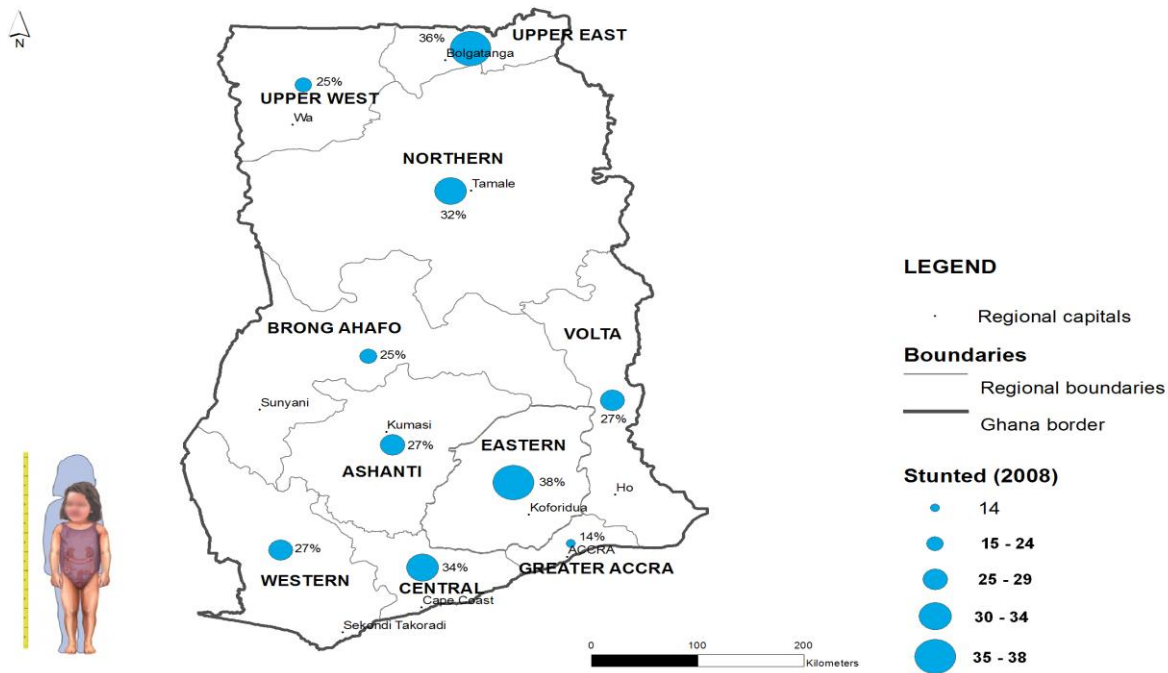 N
36%
UPPER EAST
Bolgatanga
25%
UPPER WEST
Wa
NORTHERN
Tamale
32%
BRONG AHAFO
25%
VOLTA
27%
Sunyani
Kumasi
27%
ASHANTI
EASTERN
38%
Koforidua
Ho
27%
WESTERN
34%
CENTRAL
Cape Coast
14%
ACCRA
GREATER ACCRA
Sekondi Takoradi
0 100 200
Kilometers
LEGEND
Regional capitals
Boundaries
Regional boundaries
Ghana border
Stunted (2008)
14
15 - 24
25 - 29
30 - 34
35 - 38